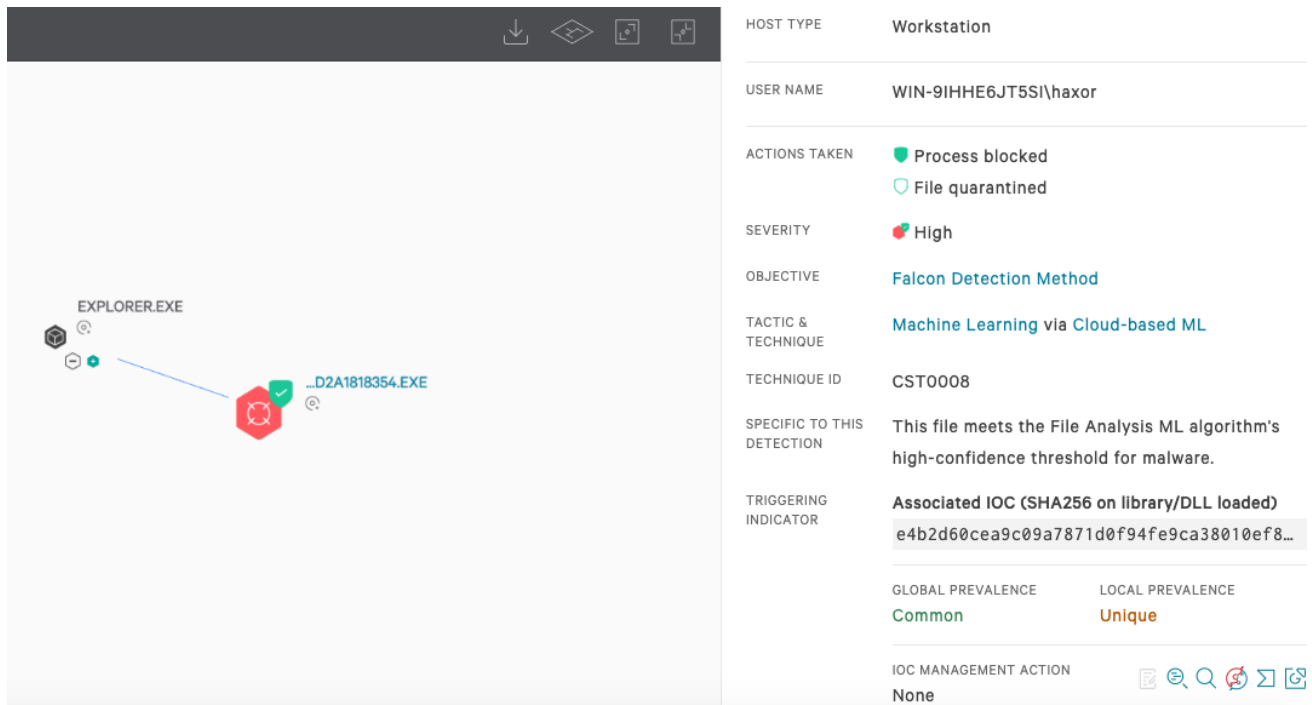 EXPLORER.EXE
...D2A1818354.EXE
HOST TYPE
Workstation
USER NAME
WIN-9IHHE6JT5SI\haxor
ACTIONS TAKEN
Process blocked
File quarantined
SEVERITY
High
OBJECTIVE
Falcon Detection Method
TACTIC &
TECHNIQUE
Machine Learning via Cloud-based ML
TECHNIQUE ID
CST0008
SPECIFIC TO THIS
DETECTION
This file meets the File Analysis ML algorithm's
high-confidence threshold for malware.
TRIGGERING
INDICATOR
Associated IOC (SHA256 on library/DLL loaded)
e4b2d60cea9c09a7871d0f94fe9ca38010ef8…
GLOBAL PREVALENCE
Common
LOCAL PREVALENCE
Unique
IOC MANAGEMENT ACTION
None